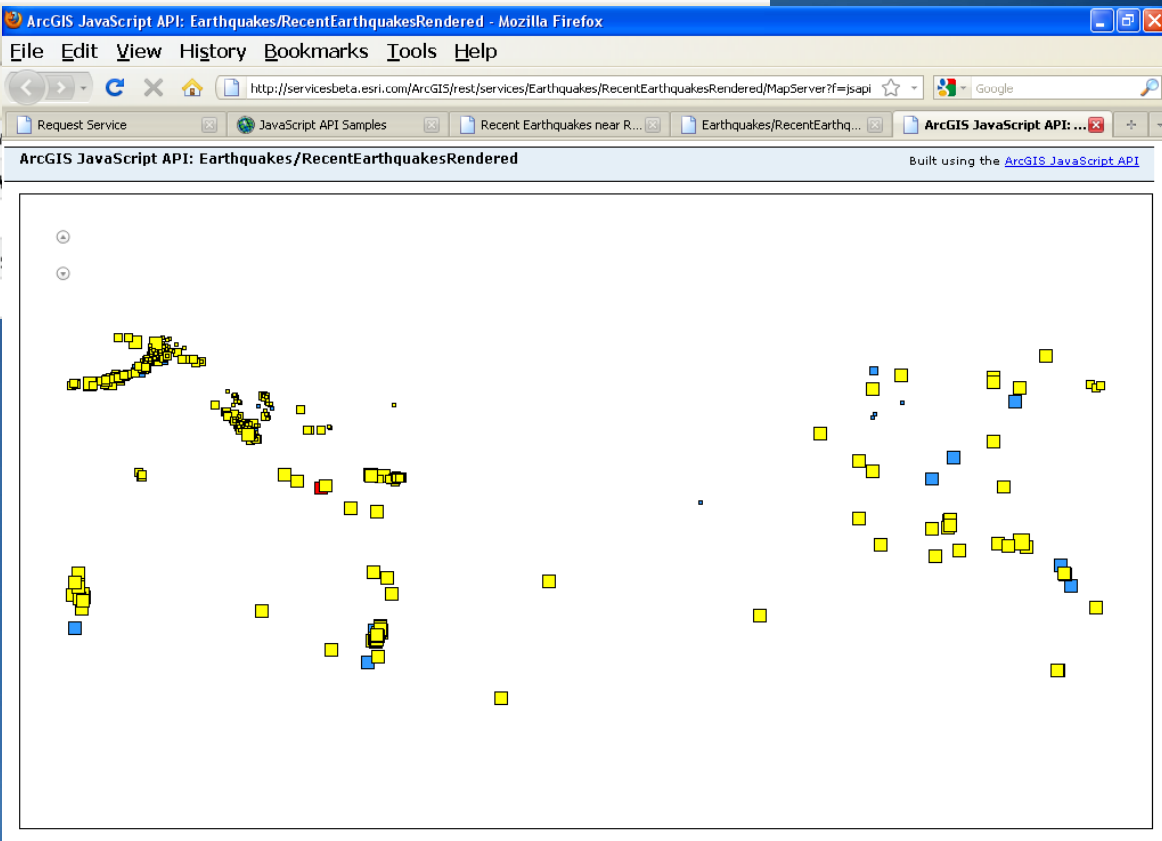 ArcGIS JavaScript API: Earthquakes/RecentEarthquakesRendered - Mozilla Firefox
File Edit View History Bookmarks Tools Help
http://servicesbeta.esri.com/ArcGIS/rest/services/Earthquakes/RecentEarthquakesRendered/MapServer?f=jsapi Google
Request Service JavaScript API Samples Recent Earthquakes near R... Earthquakes/RecentEarthq... ArcGIS JavaScript API: ...
ArcGIS JavaScript API: Earthquakes/RecentEarthquakesRendered Built using the ArcGIS JavaScript API